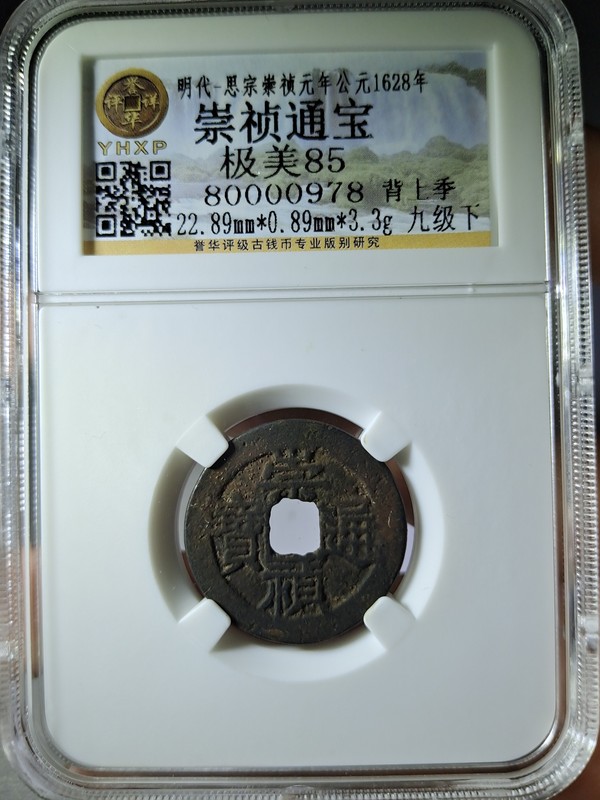 誉
评 祥
华
YHXP
明代-思宗崇祯元年公元1628年
崇祯通宝
极美85
80000978 背上季
22.89mm*0.89mm*3.3g 九级下
誉华评级古钱币专业版别研究
崇
禎
通
寶